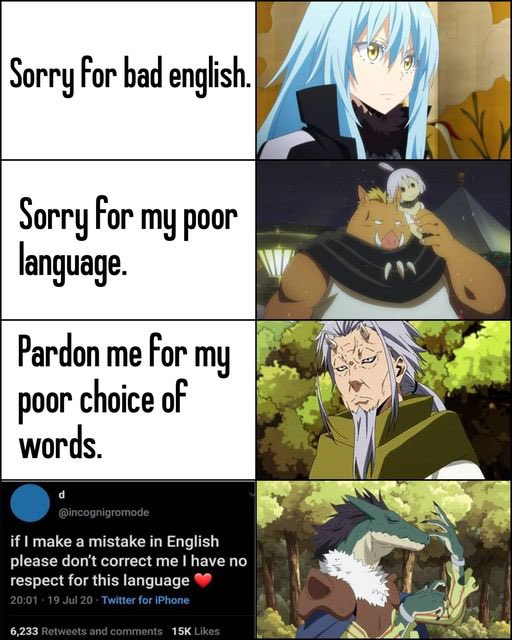 Sorry for bad english.
Sorry for my poor
language.
Pardon me for my
poor choice of
words.
d
@incognigromode
if I make a mistake in English
please don't correct me I have no
respect for this language ❤️
20:01 · 19 Jul 20 · Twitter for iPhone
6,233 Retweets and comments 15K Likes